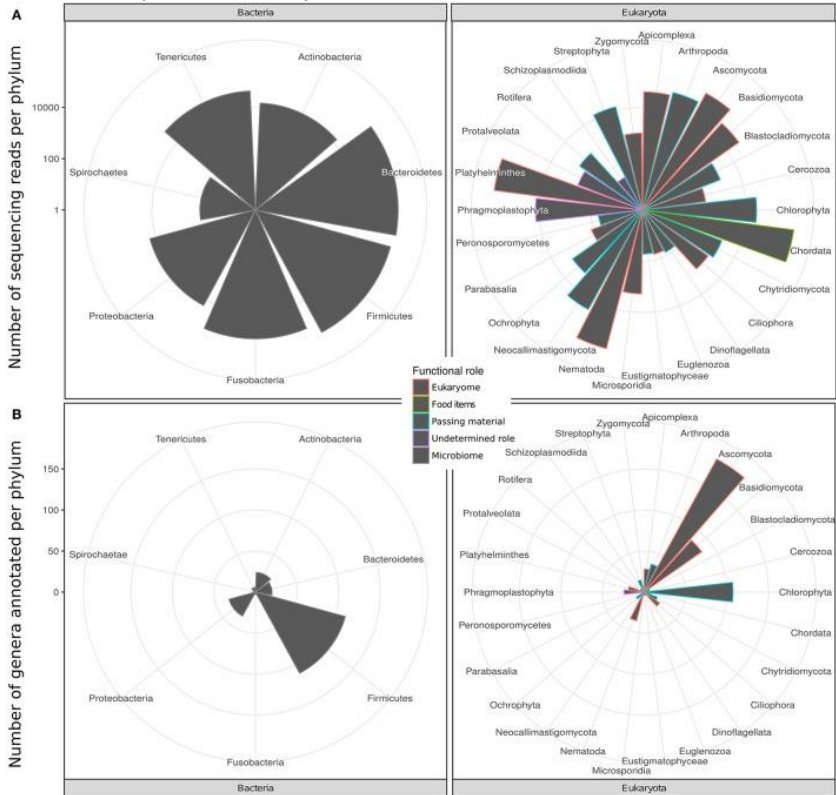 A
Bacteria
Eukaryota
Number of sequencing reads per phylum
10000
100
1
Tenericutes
Actinobacteria
Spirochaetes
Bacteroidetes
Proteobacteria
Firmicutes
Fusobacteria
Apicomplexa
Zygomycota
Arthropoda
Streptophyta
Ascomycota
Schizoplasmodiida
Basidiomycota
Rotifera
Blastocladiomycota
Protalveolata
Cercozoa
Platyhelminthes
Chlorophyta
Phragmoplastophyta
Chordata
Peronosporomycetes
Chytridiomycota
Parabasalia
Ciliophora
Ochrophyta
Dinoflagellata
Neocallimastigomycota
Euglenozoa
Nematoda
Eustigmatophyceae
Microsporidia
Functional role
Eukaryome
Food items
Passing material
Undetermined role
Microbiome
B
Number of genera annotated per phylum
150
100
50
0
Tenericutes
Actinobacteria
Spirochaetae
Bacteroidetes
Proteobacteria
Firmicutes
Fusobacteria
Apicomplexa
Zygomycota
Arthropoda
Streptophyta
Ascomycota
Schizoplasmodiida
Basidiomycota
Rotifera
Blastocladiomycota
Protalveolata
Cercozoa
Platyhelminthes
Chlorophyta
Phragmoplastophyta
Chordata
Peronosporomycetes
Chytridiomycota
Parabasalia
Ciliophora
Ochrophyta
Dinoflagellata
Neocallimastigomycota
Euglenozoa
Nematoda
Eustigmatophyceae
Microsporidia
Bacteria
Eukaryota